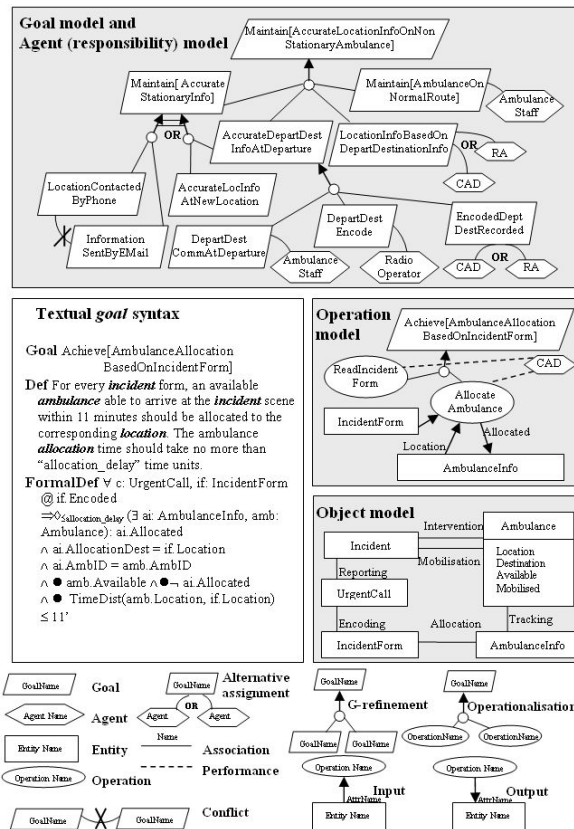 Goal model and
Agent (responsibility) model
Maintain[AccurateLocationInfoOnNon
StationaryAmbulance]
Maintain[ Accurate
StationaryInfo]
Maintain[AmbulanceOn
NormalRoute]
Ambulance
Staff
OR
AccurateDepartDest
InfoAtDeparture
LocationInfoBasedOn
DepartDestinationInfo
OR
RA
CAD
LocationContacted
ByPhone
AccurateLocInfo
AtNewLocation
Information
SentByEMail
DepartDest
CommAtDeparture
DepartDest
Encode
EncodedDept
DestRecorded
Ambulance
Staff
Radio
Operator
CAD
OR
RA
Textual goal syntax
Goal Achieve[AmbulanceAllocation
BasedOnIncidentForm]
Def For every incident form, an available
ambulance able to arrive at the incident scene
within 11 minutes should be allocated to the
corresponding location. The ambulance
allocation time should take no more than
“allocation_delay” time units.
FormalDef ∀ c: UrgentCall, if: IncidentForm
@ if.Encoded
⇒◊≤allocation_delay (∃ ai: AmbulanceInfo, amb:
Ambulance): ai.Allocated
∧ ai.AllocationDest = if.Location
∧ ai.AmbID = amb.AmbID
∧ ● amb.Available ∧●¬ ai.Allocated
∧ ● TimeDist(amb.Location, if.Location)
≤ 11’
Operation
model
Achieve[AmbulanceAllocation
BasedOnIncidentForm]
ReadIncident
Form
CAD
Allocate
Ambulance
IncidentForm
Location
Allocated
AmbulanceInfo
Object model
Intervention
Ambulance
Incident
Mobilisation
Location
Destination
Available
Mobilised
Reporting
UrgentCall
Encoding
Allocation
Tracking
IncidentForm
AmbulanceInfo
GoalName
Goal
GoalName
Alternative
assignment
Agent Name
Agent
Agent
OR
Agent
Entity Name
Entity
Name
Association
Operation Name
Operation
Performance
GoalName
GoalName
Conflict
GoalName
G-refinement
GoalName
GoalName
GoalName
Operationalisation
OperationName
OperationName
Operation Name
Input
AttrName
Entity Name
Operation Name
Output
AttrName
Entity Name